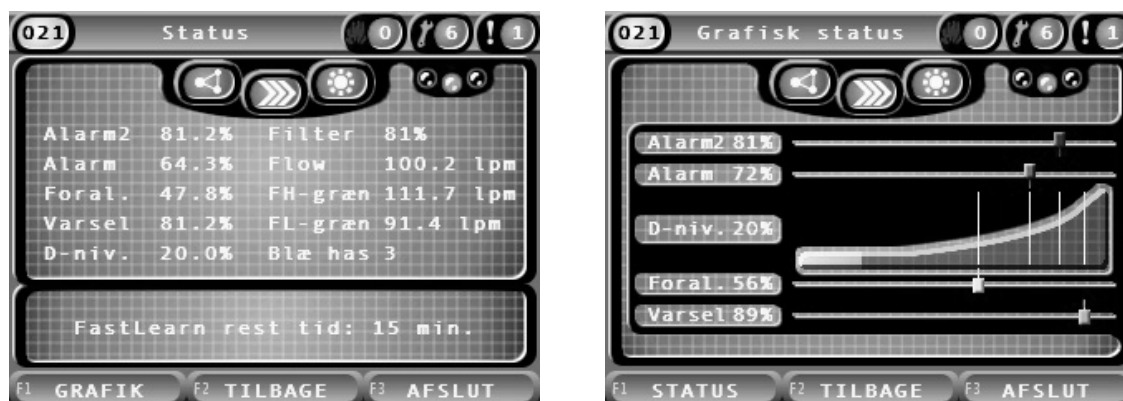 021 Status 0 6 ! 1
Alarm2 81.2% Filter 81%
Alarm 64.3% Flow 100.2 lpm
Foral. 47.8% FH-græn 111.7 lpm
Varsel 81.2% FL-græn 91.4 lpm
D-niv. 20.0% Blæ has 3
FastLearn rest tid: 15 min.
F1 GRAFIK F2 TILBAGE F3 AFSLUT
021 Grafisk status 0 6 ! 1
Alarm2 81%
Alarm 72%
D-niv. 20%
Foral. 56%
Varsel 89%
F1 STATUS F2 TILBAGE F3 AFSLUT